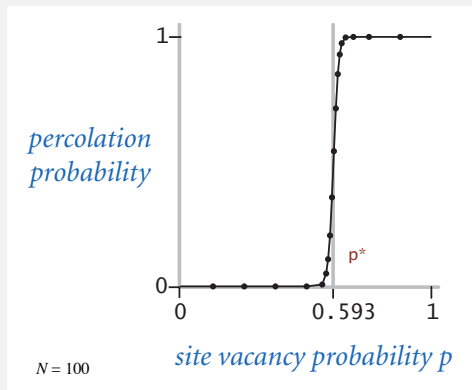 1
percolation
probability
p*
0
0
0.593
1
site vacancy probability p
N = 100